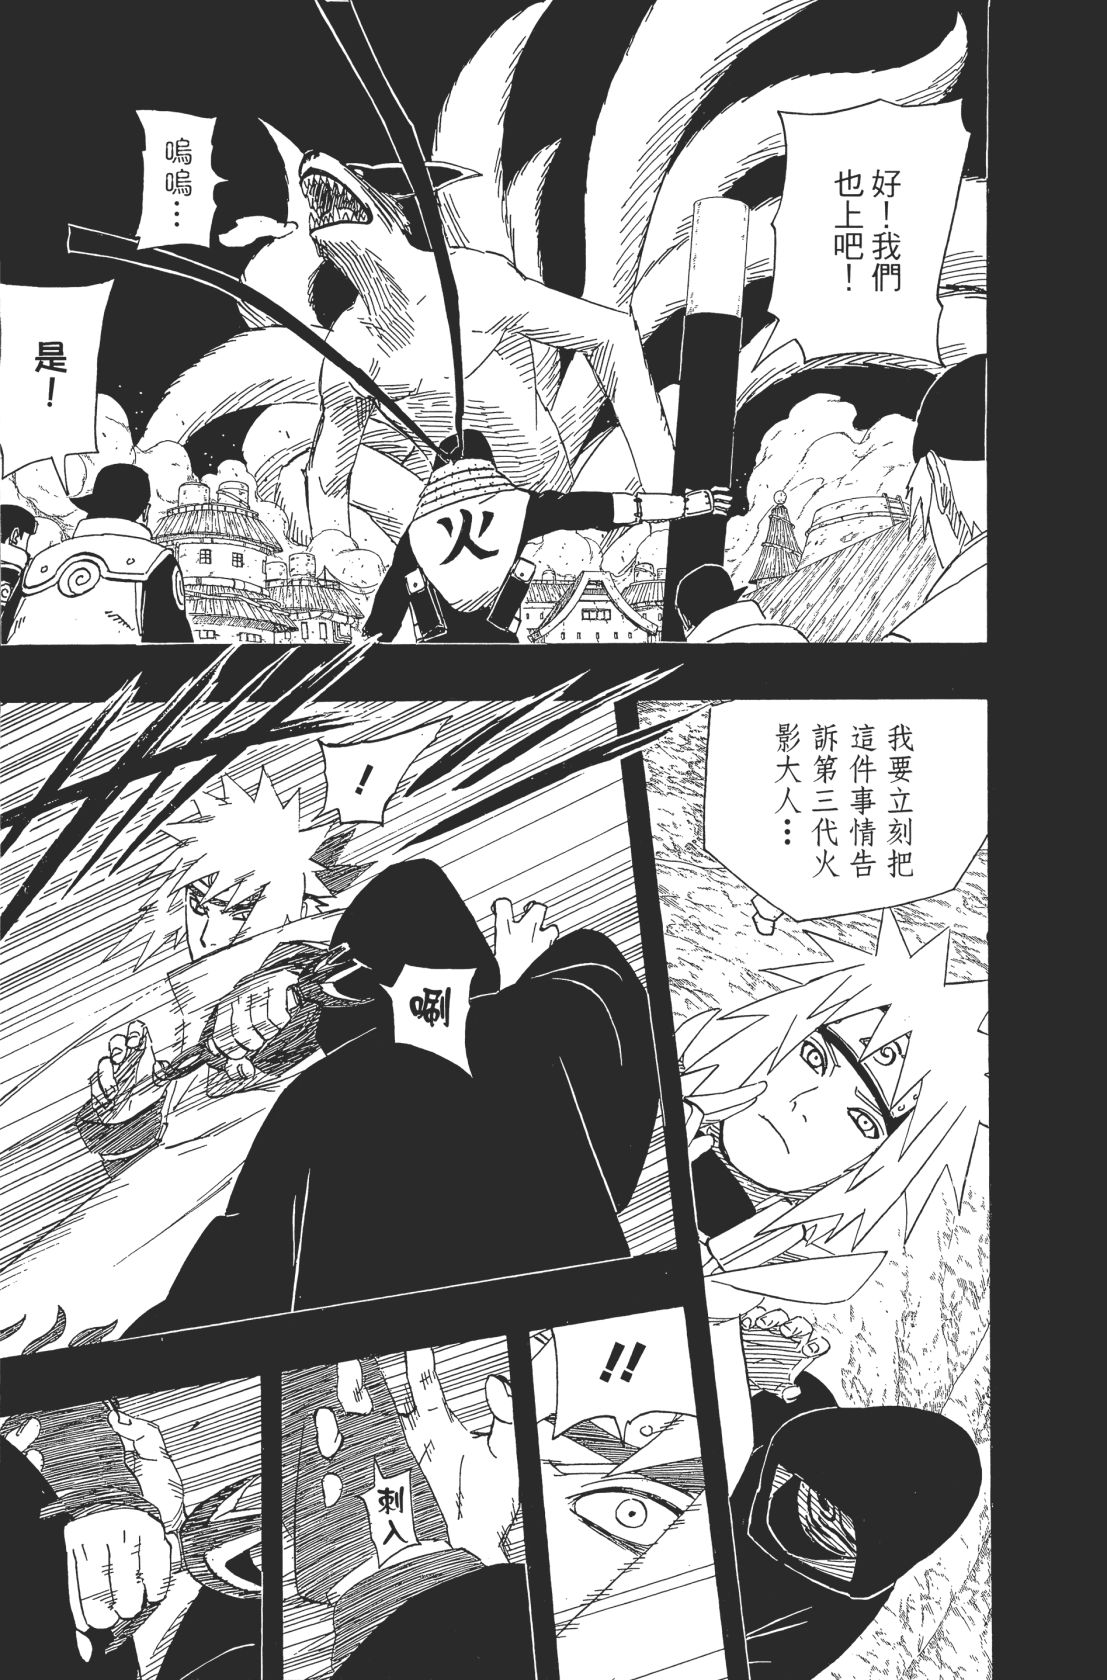 好！我們
也上吧！
嗚嗚…
是！
火
我要立刻把
這件事情告
訴第三代火
影大人…
！
唰
!!
刺入